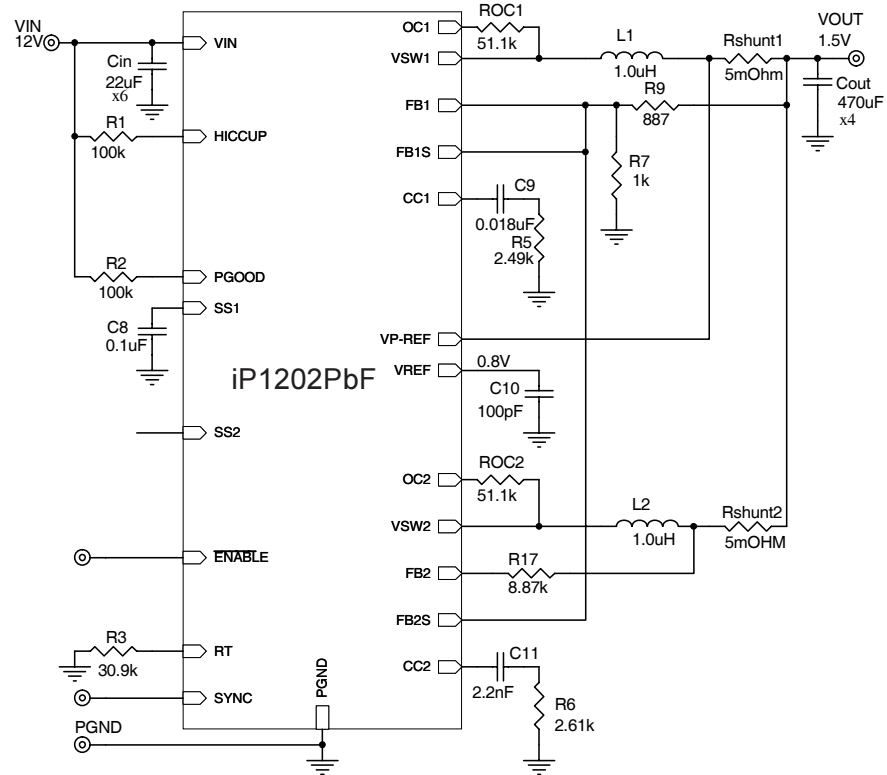 VIN
12V
Cin
22uF
x6
R1
100k
R2
100k
C8
0.1uF
R3
30.9k
PGND
VIN
HICCUP
PGOOD
SS1
SS2
ENABLE
RT
SYNC
PGND
iP1202PbF
OC1
VSW1
FB1
FB1S
CC1
VP-REF
VREF
OC2
VSW2
FB2
FB2S
CC2
ROC1
51.1k
L1
1.0uH
Rshunt1
5mOhm
VOUT
1.5V
Cout
470uF
x4
R9
887
R7
1k
C9
0.018uF
R5
2.49k
0.8V
C10
100pF
ROC2
51.1k
L2
1.0uH
Rshunt2
5mOHM
R17
8.87k
C11
2.2nF
R6
2.61k